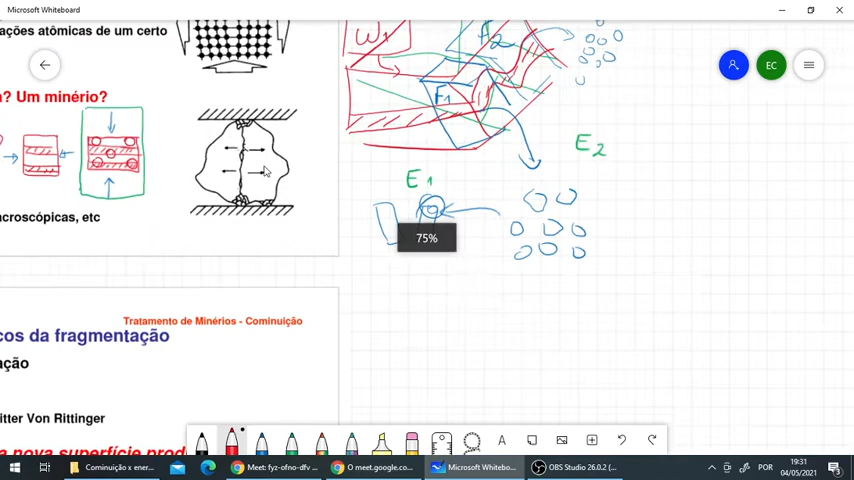 Microsoft Whiteboard
ações atômicas de um certo
W1
F2
F1
a? Um minério?
E2
E1
acroscópicas, etc
75%
EC
Tratamento de Minérios - Cominuição
cos da fragmentação
ação
itter Von Rittinger
a nova superfície prod
Cominuição x ener...
Meet: fyz-ofno-dfv ...
O meet.google.co...
Microsoft Whitebo...
OBS Studio 26.0.2 (...
POR
19:31
04/05/2021
3